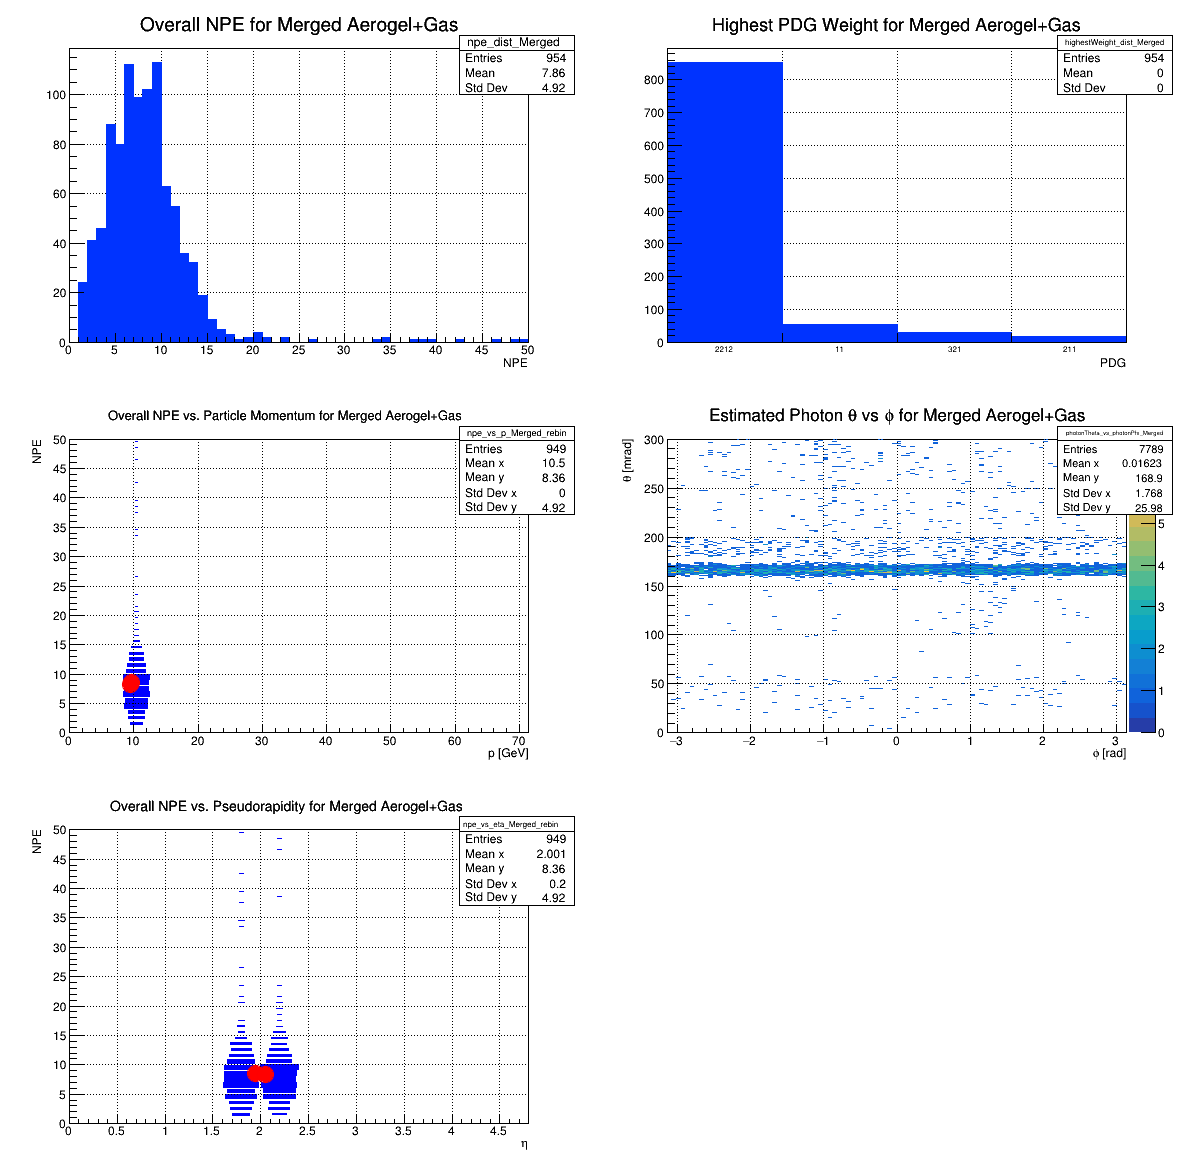 Overall NPE for Merged Aerogel+Gas
npe_dist_Merged
Entries 954
Mean 7.86
Std Dev 4.92
100
80
60
40
20
0
0 5 10 15 20 25 30 35 40 45 50
NPE
Highest PDG Weight for Merged Aerogel+Gas
highestWeight_dist_Merged
Entries 954
Mean 0
Std Dev 0
800
700
600
500
400
300
200
100
0
2212 11 321 211
PDG
Overall NPE vs. Particle Momentum for Merged Aerogel+Gas
NPE
npe_vs_p_Merged_rebin
Entries 949
Mean x 10.5
Mean y 8.36
Std Dev x 0
Std Dev y 4.92
50
45
40
35
30
25
20
15
10
5
0
0 10 20 30 40 50 60 70
p [GeV]
Estimated Photon θ vs ϕ for Merged Aerogel+Gas
θ [mrad]
photonTheta_vs_photonPhi_Merged
Entries 7789
Mean x 0.01623
Mean y 168.9
Std Dev x 1.768
Std Dev y 25.98
300
250
200
150
100
50
0
−3 −2 −1 0 1 2 3
ϕ [rad]
5
4
3
2
1
0
Overall NPE vs. Pseudorapidity for Merged Aerogel+Gas
NPE
npe_vs_eta_Merged_rebin
Entries 949
Mean x 2.001
Mean y 8.36
Std Dev x 0.2
Std Dev y 4.92
50
45
40
35
30
25
20
15
10
5
0
0 0.5 1 1.5 2 2.5 3 3.5 4 4.5
η